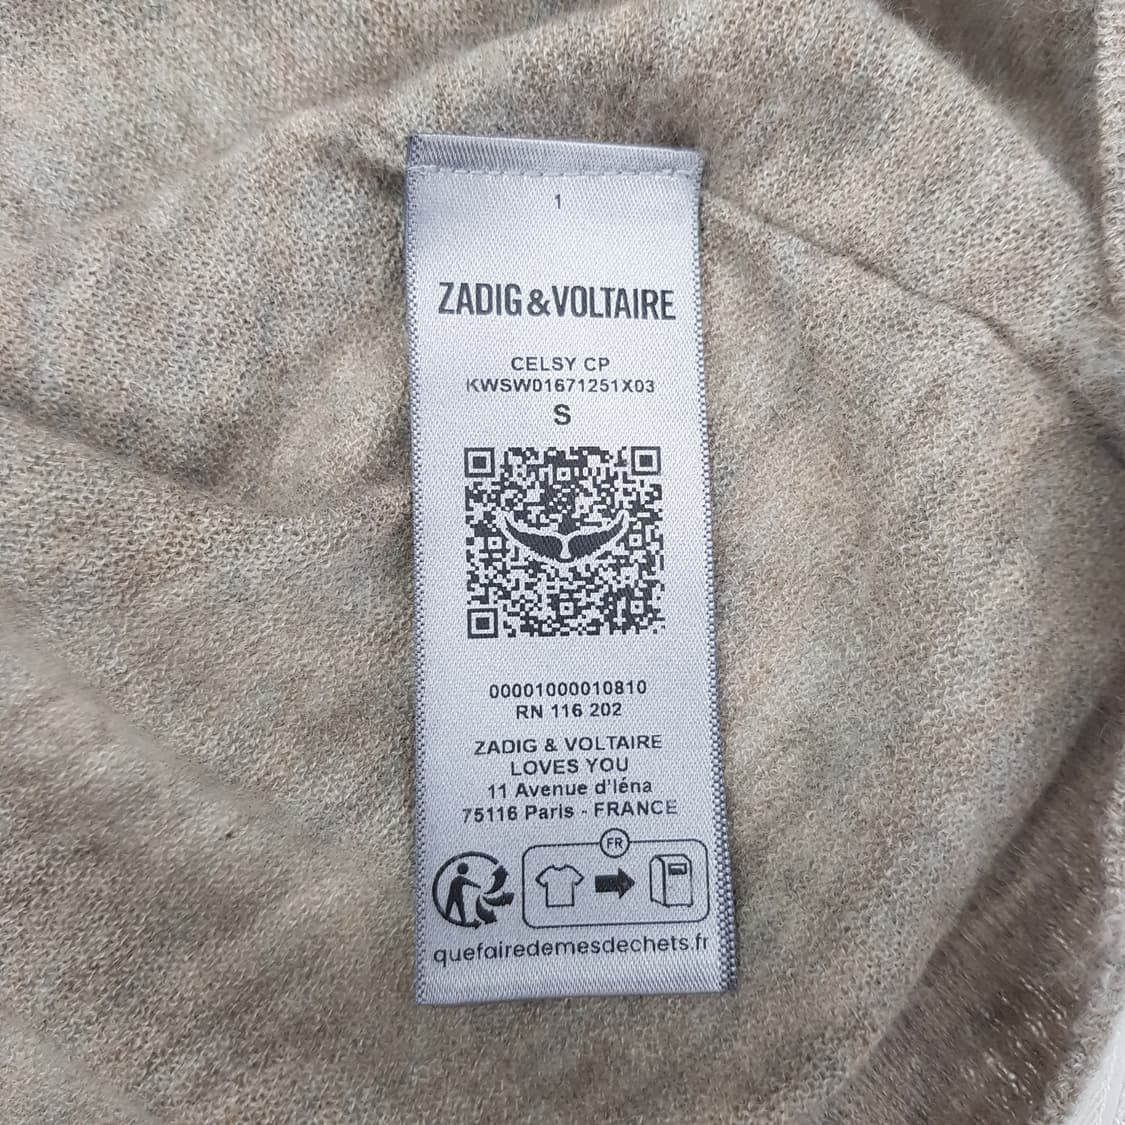 1
ZADIG&VOLTAIRE
CELSY CP
KWSW01671251X03
S
00001000010810
RN 116 202
ZADIG & VOLTAIRE
LOVES YOU
11 Avenue d'Iéna
75116 Paris - FRANCE
FR
quefairedemesdechets.fr